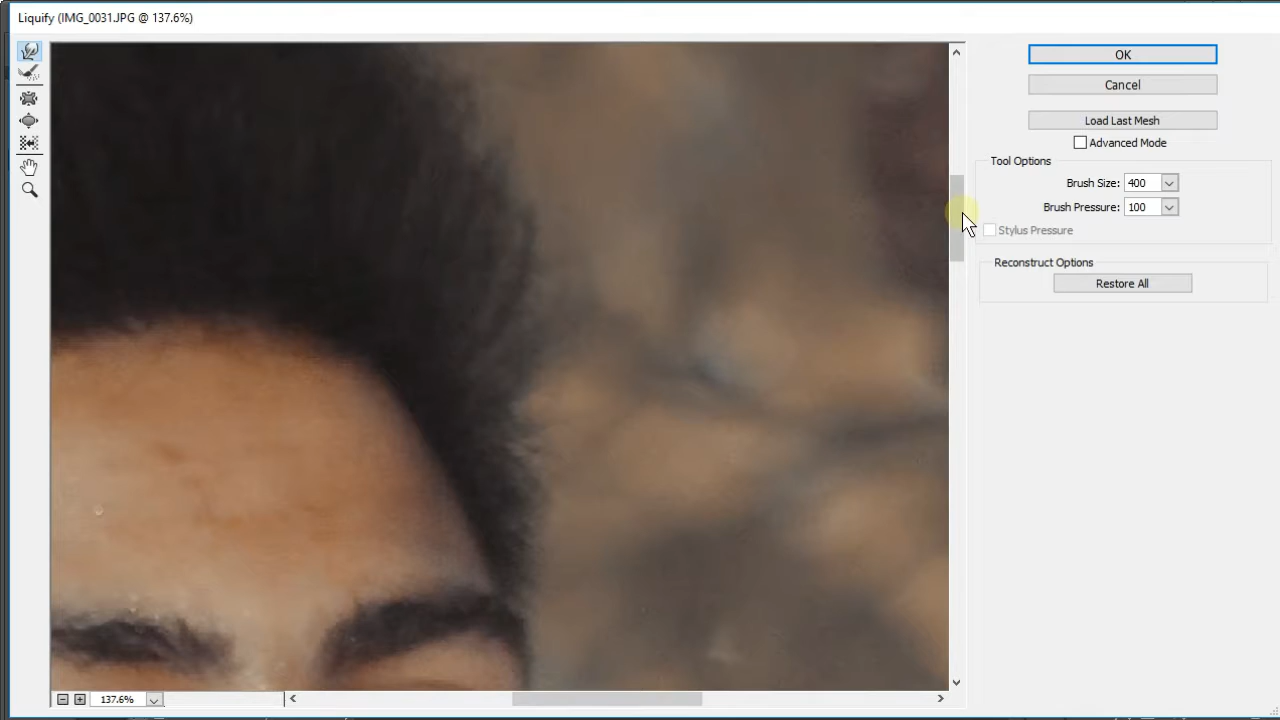 Liquify (IMG_0031.JPG @ 137.6%)
OK
Cancel
Load Last Mesh
Advanced Mode
Tool Options
Brush Size: 400
Brush Pressure: 100
Stylus Pressure
Reconstruct Options
Restore All
137.6%